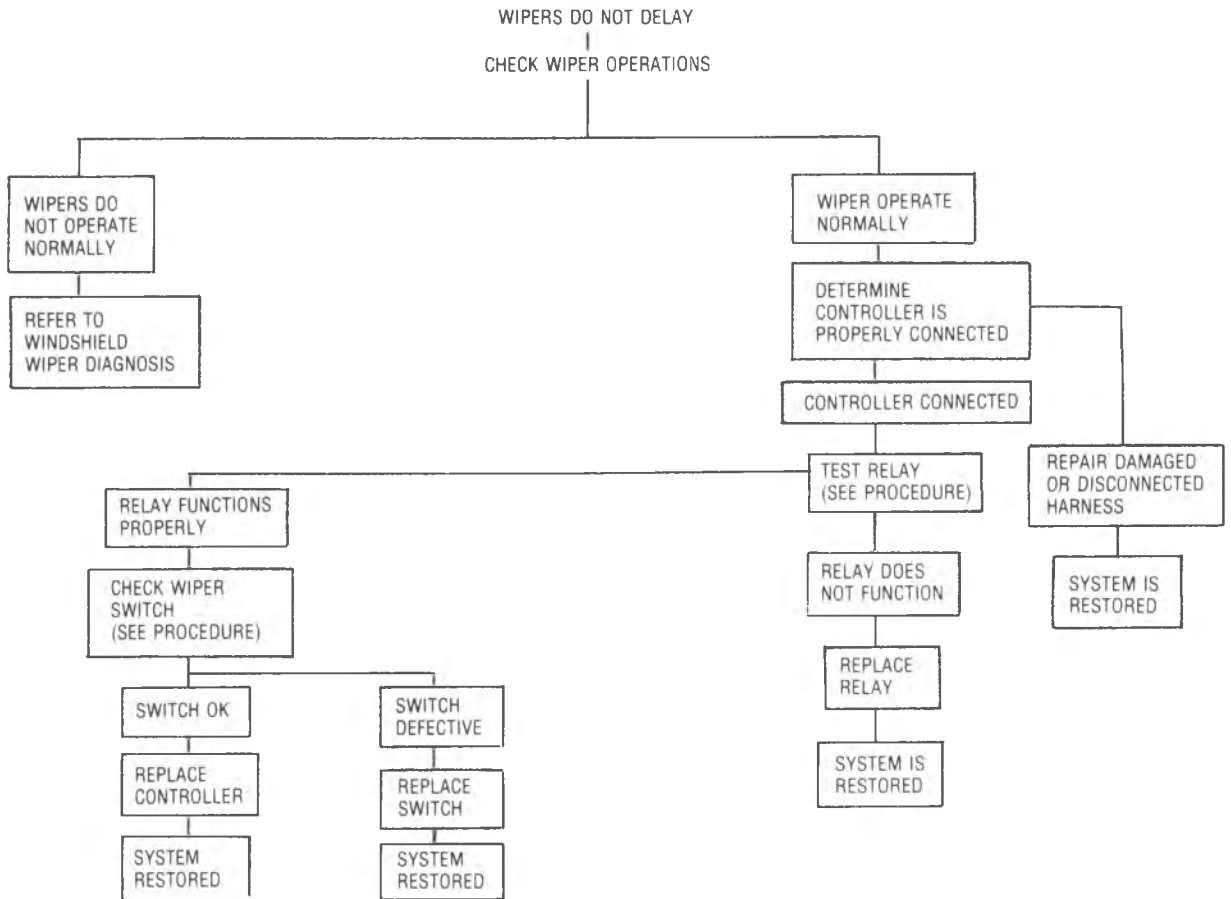 WIPERS DO NOT DELAY
CHECK WIPER OPERATIONS
WIPERS DO
NOT OPERATE
NORMALLY
REFER TO
WINDSHIELD
WIPER DIAGNOSIS
WIPER OPERATE
NORMALLY
DETERMINE
CONTROLLER IS
PROPERLY CONNECTED
CONTROLLER CONNECTED
TEST RELAY
(SEE PROCEDURE)
REPAIR DAMAGED
OR DISCONNECTED
HARNESS
SYSTEM IS
RESTORED
RELAY DOES
NOT FUNCTION
REPLACE
RELAY
SYSTEM IS
RESTORED
RELAY FUNCTIONS
PROPERLY
CHECK WIPER
SWITCH
(SEE PROCEDURE)
SWITCH OK
REPLACE
CONTROLLER
SYSTEM
RESTORED
SWITCH
DEFECTIVE
REPLACE
SWITCH
SYSTEM
RESTORED